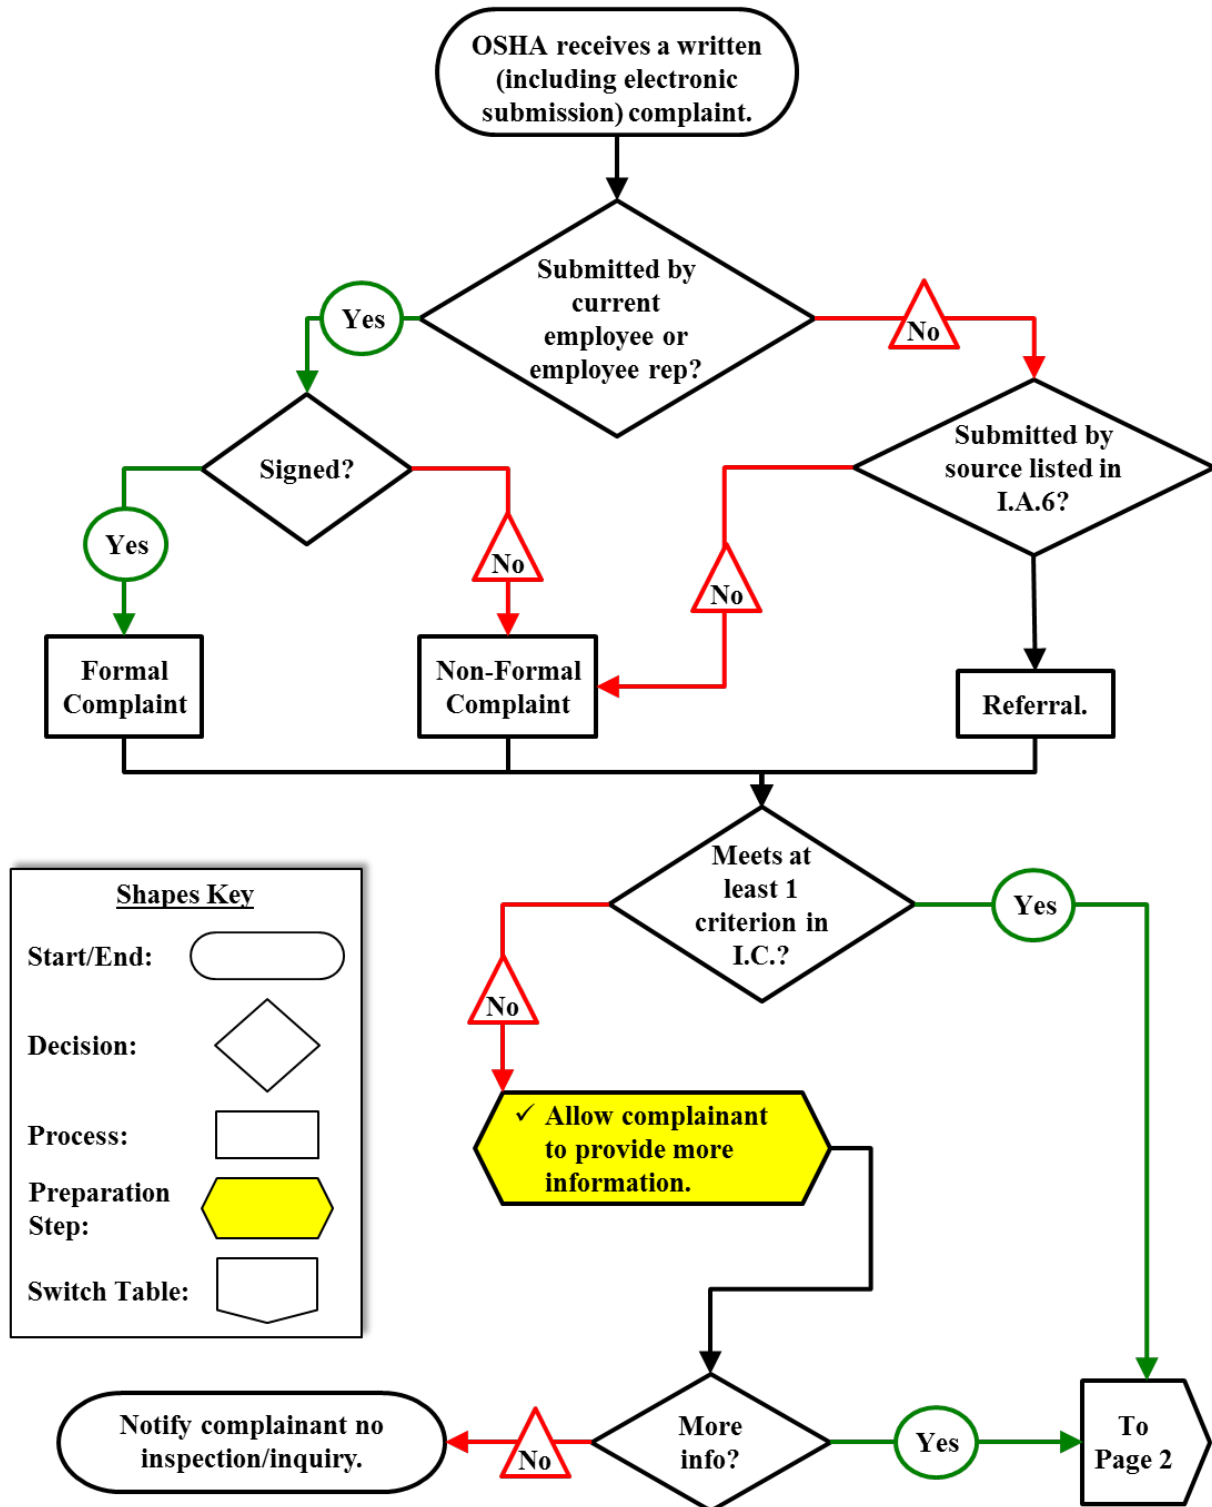 OSHA receives a written
(including electronic
submission) complaint.
Submitted by
current
employee or
employee rep?
Yes
No
Signed?
Submitted by
source listed in
I.A.6?
Yes
No
No
Formal
Complaint
Non-Formal
Complaint
Referral.
Meets at
least 1
criterion in
I.C.?
Yes
No
Shapes Key
Start/End:
Decision:
Process:
Preparation
Step:
Switch Table:
✓ Allow complainant
to provide more
information.
Notify complainant no
inspection/inquiry.
No
More
info?
Yes
To
Page 2